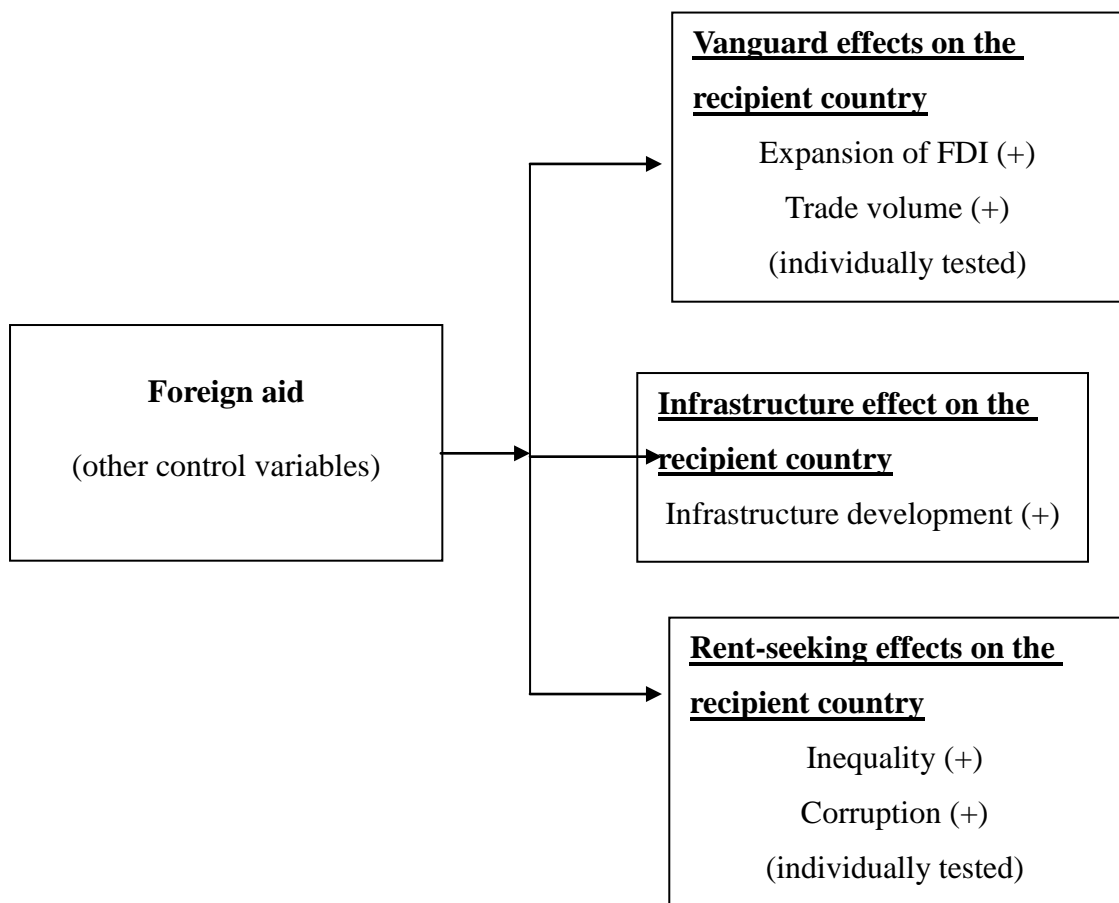 Vanguard effects on the
recipient country
Expansion of FDI (+)
Trade volume (+)
(individually tested)
Foreign aid
(other control variables)
Infrastructure effect on the
recipient country
Infrastructure development (+)
Rent-seeking effects on the
recipient country
Inequality (+)
Corruption (+)
(individually tested)